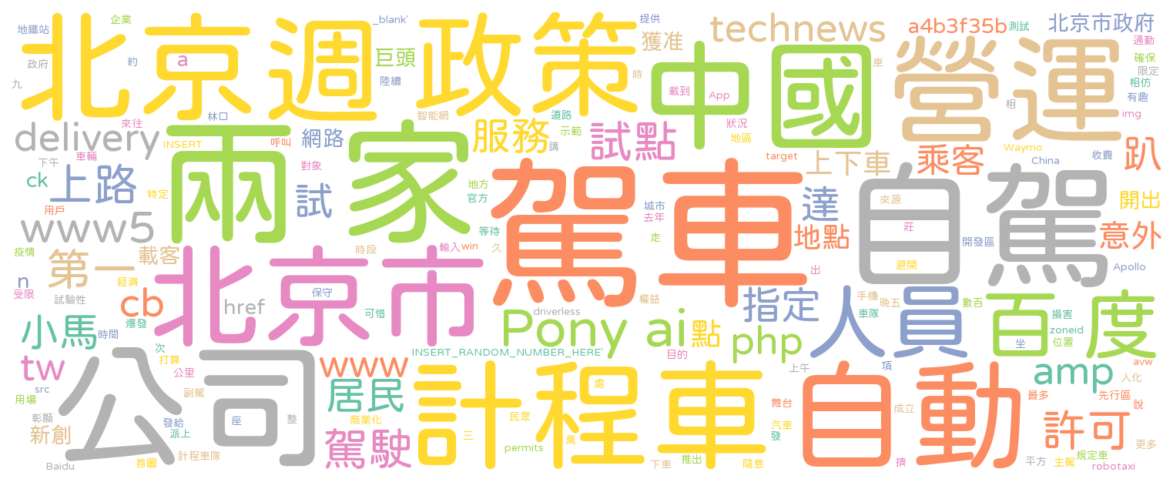 北京週
政策
中國
營運
technews
a4b3f35b
北京市政府
_blank'
提供
獲准
測試
通勤
企業
地鐵站
政府
約
a
巨頭
時
車
確保
限定
相仿
有趣
九
陸續
戴到
App
相
img
delivery
來往
林口
智能網
道路
INSERT
呼叫
網路
服務
示範
講
試點
狀況
地區
target
上下車
Waymo
乘客
China
收費
趴
下午
車輛
ck
上路
特定
兩家
對象
試
地方
官方
駕車
城市
去年
達
自駕
來源
開出
用戶
www5
等待
走
地點
莊
開發區
意外
疫情
第一
載客
時段
輸入
win
久
出
避開
Apollo
n
受限
試驗性
經濟
cb
北京市
保守
可惜
權益
driverless
指定
人員
手機
晚五
車隊
數百
百度
損害
zoneid
位置
href
小馬
時間
爆發
Pony ai
點
php
項
坐
tw
次
打算
公里
INSERT_RANDOM_NUMBER_HERE'
目的
上午
amp
avw
人化
src
用場
副駕
公司
www
居民
計程車
處
萬
自動
舞台
汽車
發
成立
最多
先行區
說
彰顯
新創
發給
派上
座
整
商業化
民眾
三
許可
更多
Baidu
首圖
計程車隊
駕駛
permits
下車
推出
隨意
擠
平方
主駕
規定車
robotaxi